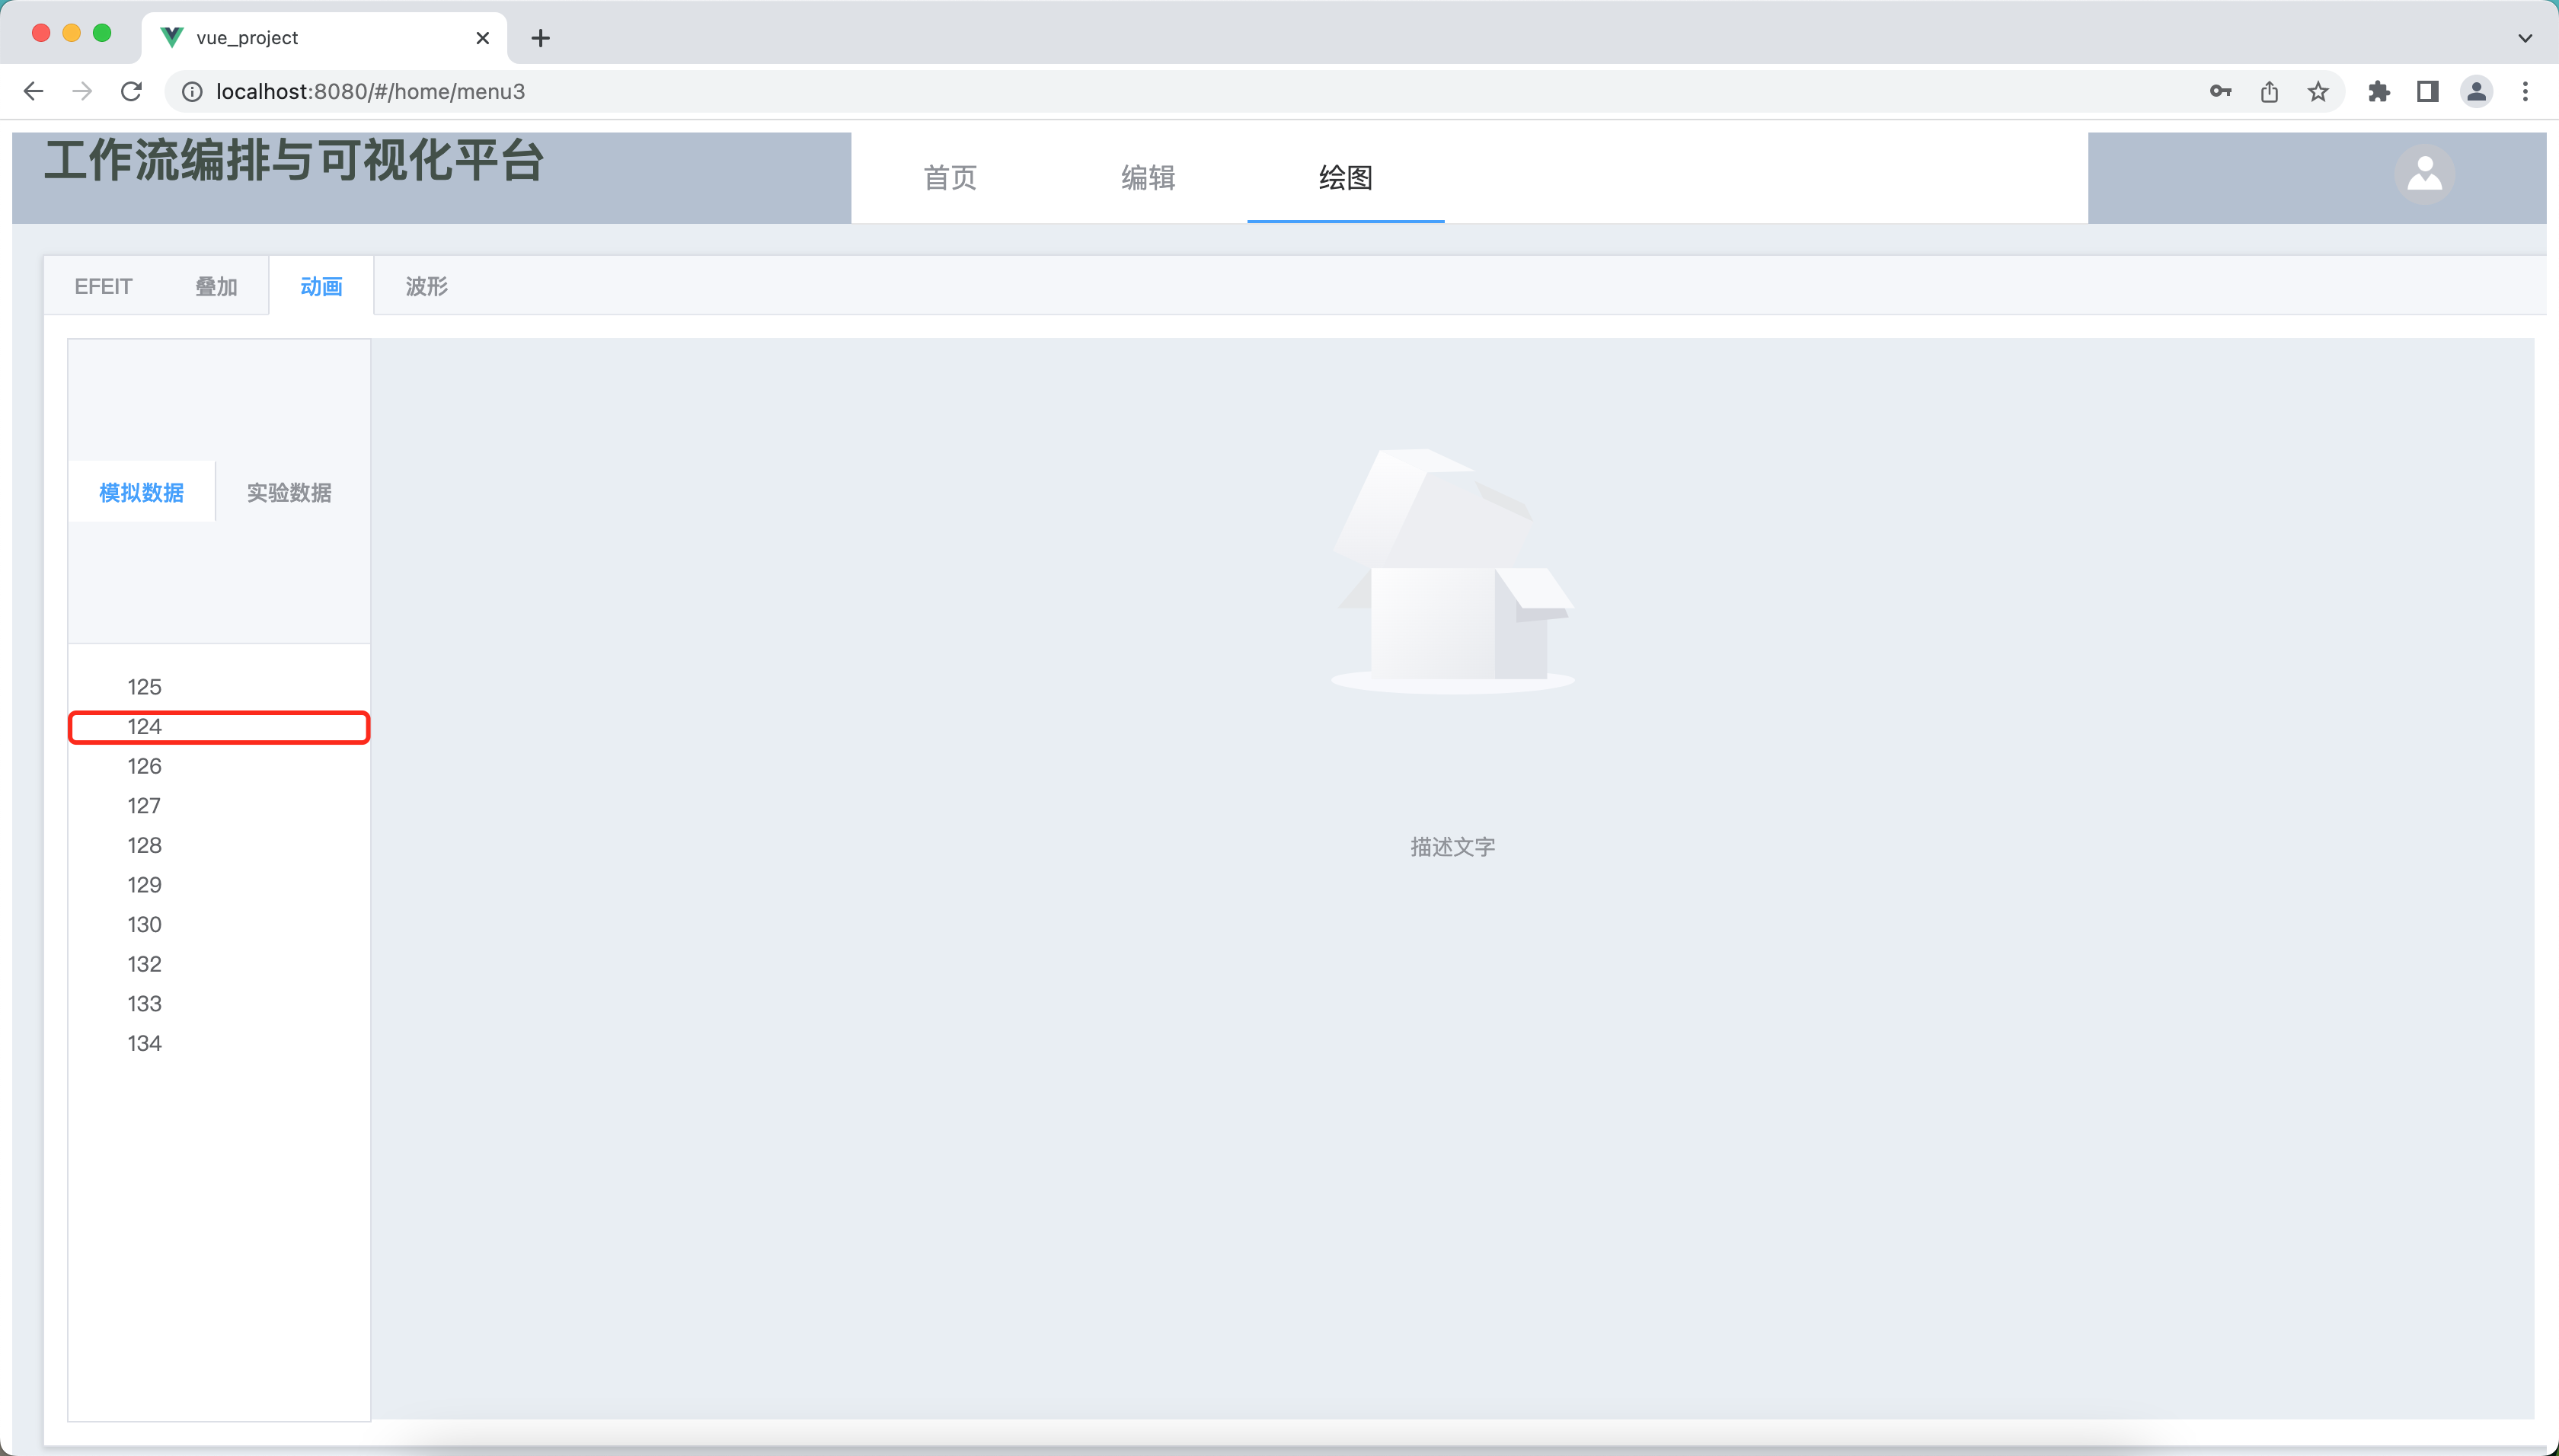 vue_project
localhost:8080/#/home/menu3
工作流编排与可视化平台
首页 编辑 绘图
EFEIT 叠加 动画 波形
模拟数据 实验数据
125
124
126
127
128
129
130
132
133
134
描述文字